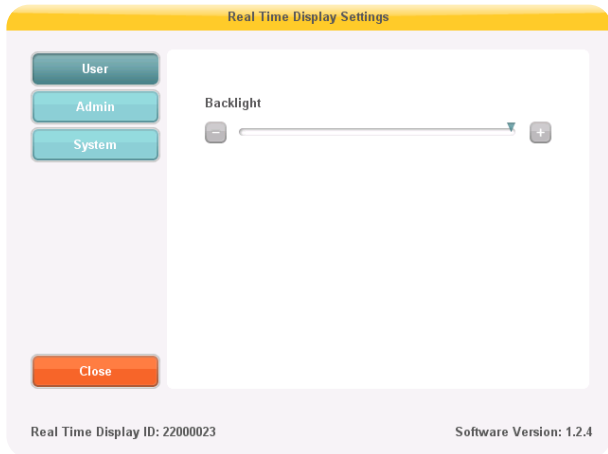 Real Time Display Settings
User
Admin
System
Backlight
Close
Real Time Display ID: 22000023
Software Version: 1.2.4